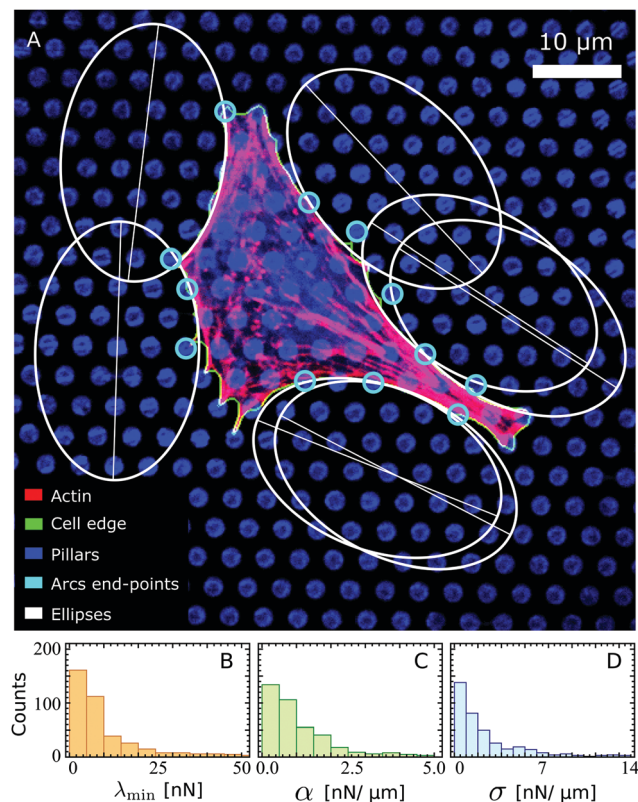 A
10 μm
Actin
Cell edge
Pillars
Arcs end-points
Ellipses
200
100
0
Counts
B
0 25 50
λmin [nN]
C
0.0 2.5 5.0
α [nN/ μm]
D
0 7 14
σ [nN/ μm]